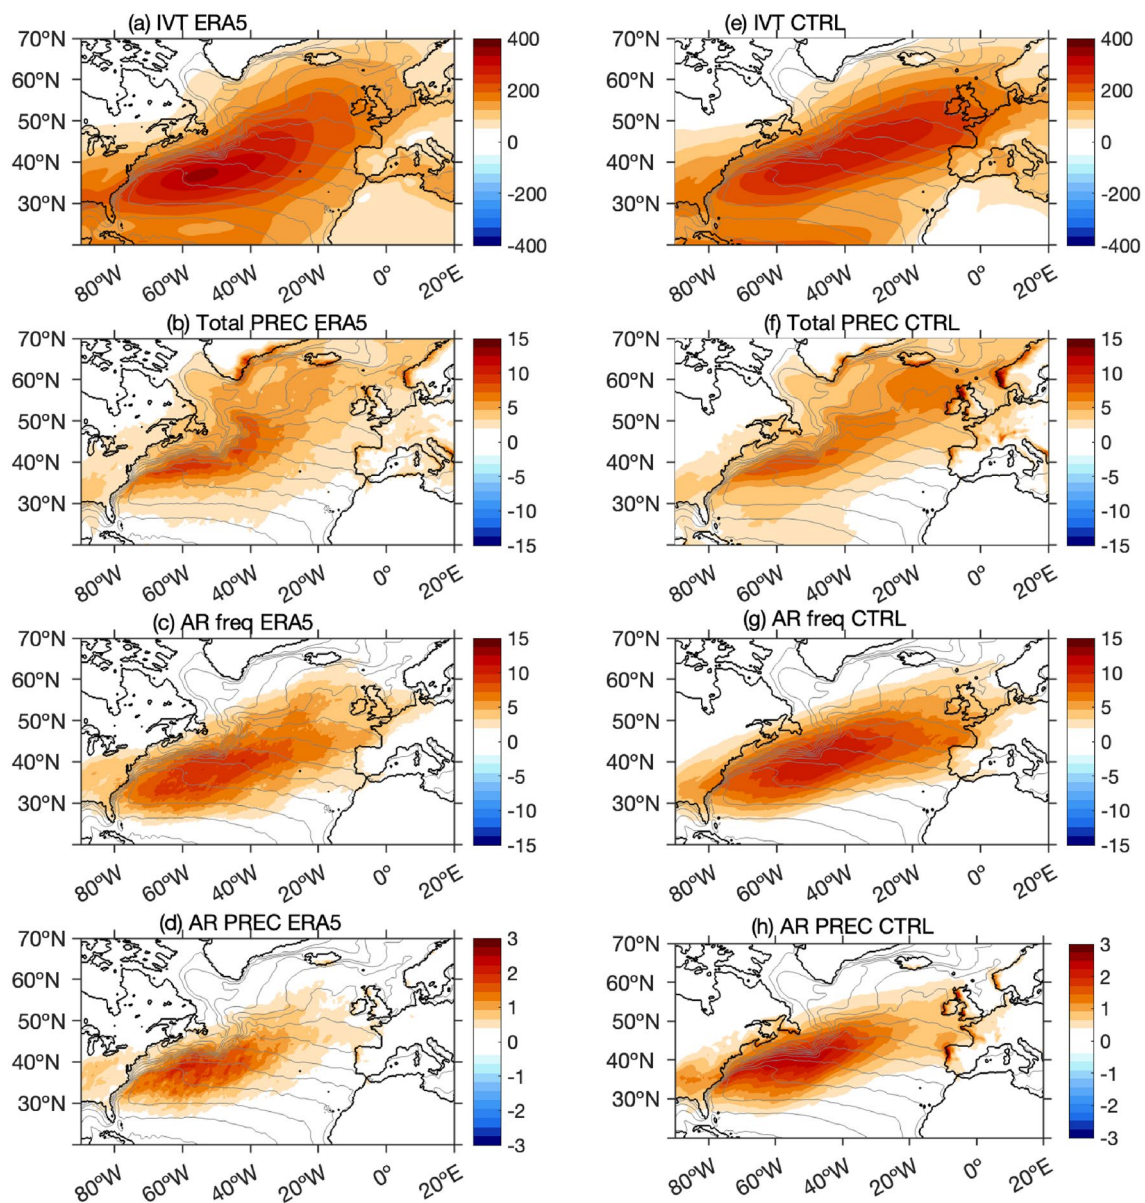 (a) IVT ERA5
70°N
60°N
50°N
40°N
30°N
80°W
60°W
40°W
20°W
0°
20°E
400
200
0
-200
-400
(e) IVT CTRL
70°N
60°N
50°N
40°N
30°N
80°W
60°W
40°W
20°W
0°
20°E
400
200
0
-200
-400
(b) Total PREC ERA5
70°N
60°N
50°N
40°N
30°N
80°W
60°W
40°W
20°W
0°
20°E
15
10
5
0
-5
-10
-15
(f) Total PREC CTRL
70°N
60°N
50°N
40°N
30°N
80°W
60°W
40°W
20°W
0°
20°E
15
10
5
0
-5
-10
-15
(c) AR freq ERA5
70°N
60°N
50°N
40°N
30°N
80°W
60°W
40°W
20°W
0°
20°E
15
10
5
0
-5
-10
-15
(g) AR freq CTRL
70°N
60°N
50°N
40°N
30°N
80°W
60°W
40°W
20°W
0°
20°E
15
10
5
0
-5
-10
-15
(d) AR PREC ERA5
70°N
60°N
50°N
40°N
30°N
80°W
60°W
40°W
20°W
0°
20°E
3
2
1
0
-1
-2
-3
(h) AR PREC CTRL
70°N
60°N
50°N
40°N
30°N
80°W
60°W
40°W
20°W
0°
20°E
3
2
1
0
-1
-2
-3